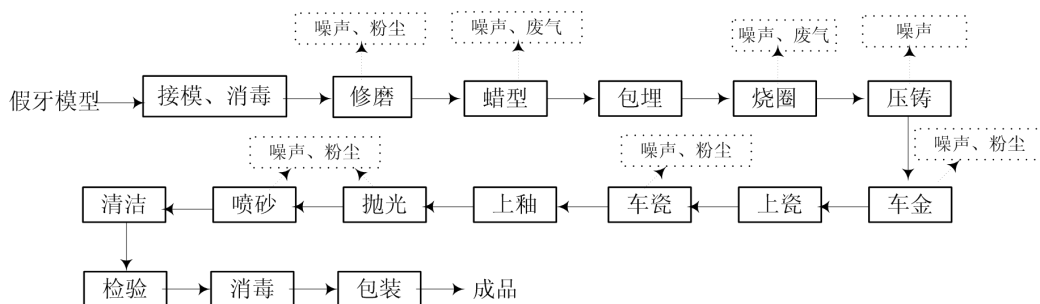 噪声、粉尘
噪声、废气
噪声、废气
噪声
假牙模型
接模、消毒
修磨
蜡型
包埋
烧圈
压铸
噪声、粉尘
噪声、粉尘
噪声、粉尘
清洁
喷砂
抛光
上釉
车瓷
上瓷
车金
检验
消毒
包装
成品